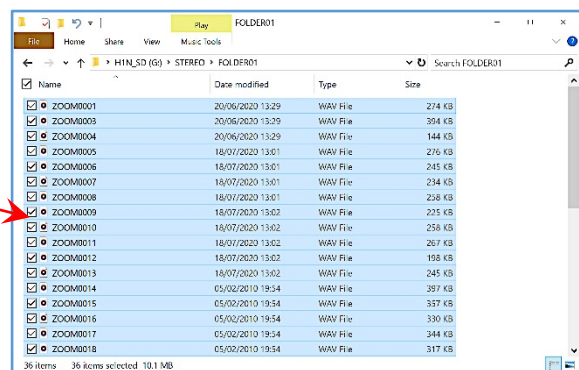 Play FOLDER01
File Home Share View Music Tools
> H1N_SD (G:) > STEREO > FOLDER01 Search FOLDER01
Name Date modified Type Size
ZOOM0001 20/06/2020 13:29 WAV File 274 KB
ZOOM0003 20/06/2020 13:29 WAV File 394 KB
ZOOM0004 20/06/2020 13:29 WAV File 144 KB
ZOOM0005 18/07/2020 13:01 WAV File 276 KB
ZOOM0006 18/07/2020 13:01 WAV File 245 KB
ZOOM0007 18/07/2020 13:01 WAV File 234 KB
ZOOM0008 18/07/2020 13:01 WAV File 258 KB
ZOOM0009 18/07/2020 13:02 WAV File 225 KB
ZOOM0010 18/07/2020 13:02 WAV File 258 KB
ZOOM0011 18/07/2020 13:02 WAV File 267 KB
ZOOM0012 18/07/2020 13:02 WAV File 198 KB
ZOOM0013 18/07/2020 13:02 WAV File 245 KB
ZOOM0014 05/02/2010 19:54 WAV File 397 KB
ZOOM0015 05/02/2010 19:54 WAV File 357 KB
ZOOM0016 05/02/2010 19:54 WAV File 330 KB
ZOOM0017 05/02/2010 19:54 WAV File 344 KB
ZOOM0018 05/02/2010 19:54 WAV File 317 KB
36 items 36 items selected 10.1 MB